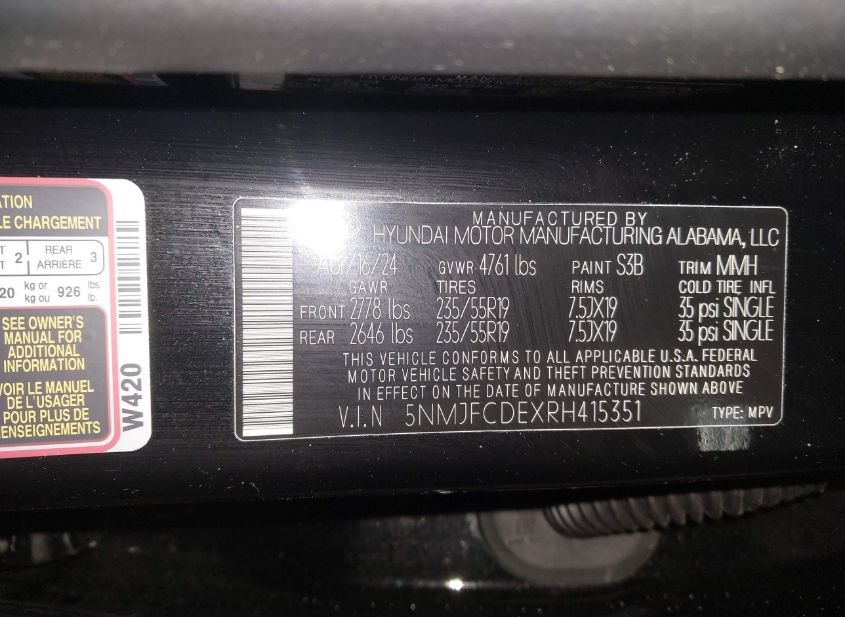 ATION
LE CHARGEMENT
2 REAR ARRIÈRE 3
20 kg or kg ou 926 lbs. lb.
SEE OWNER'S
MANUAL FOR
ADDITIONAL
INFORMATION
VOIR LE MANUEL
DE L'USAGER
POUR PLUS DE
RENSEIGNEMENTS
W420
MANUFACTURED BY
HYUNDAI MOTOR MANUFACTURING ALABAMA, LLC
/16/24 GVWR 4761 lbs PAINT S3B TRIM MMH
GAWR TIRES RIMS COLD TIRE INFL
FRONT 2778 lbs 235/55R19 7.5JX19 35 psi SINGLE
REAR 2646 lbs 235/55R19 7.5JX19 35 psi SINGLE
THIS VEHICLE CONFORMS TO ALL APPLICABLE U.S.A. FEDERAL
MOTOR VEHICLE SAFETY AND THEFT PREVENTION STANDARDS
IN EFFECT ON THE DATE OF MANUFACTURE SHOWN ABOVE
V.I.N 5NMJFCDEXRH415351 TYPE: MPV